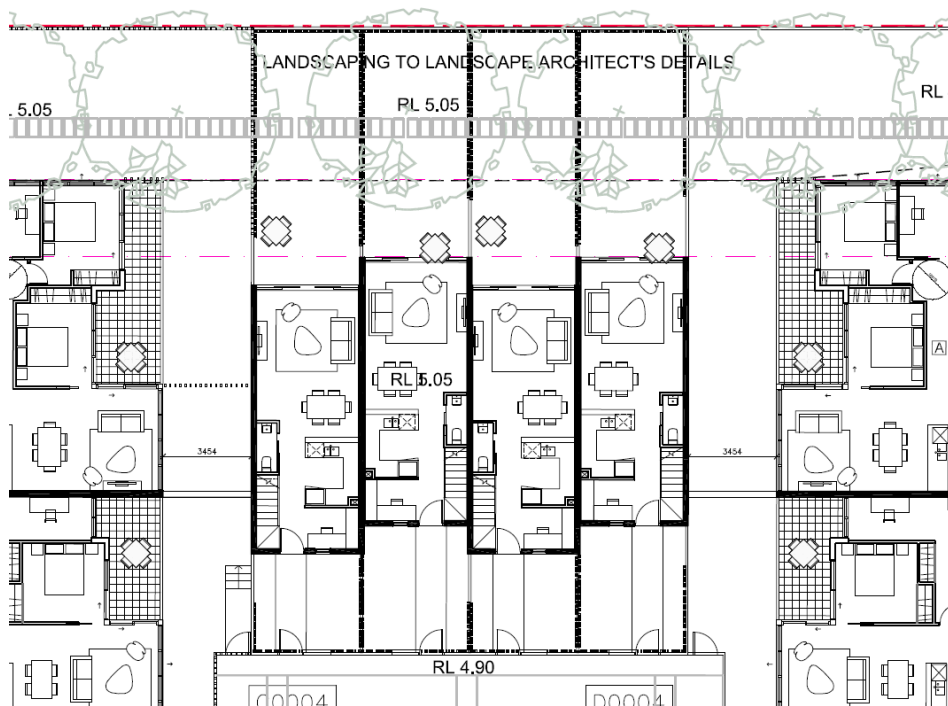 LANDSCAPING TO LANDSCAPE ARCHITECT'S DETAILS
RL
5.05
RL 5.05
A
RL 5.05
3454
3454
RL 4.90
C0004
D0004